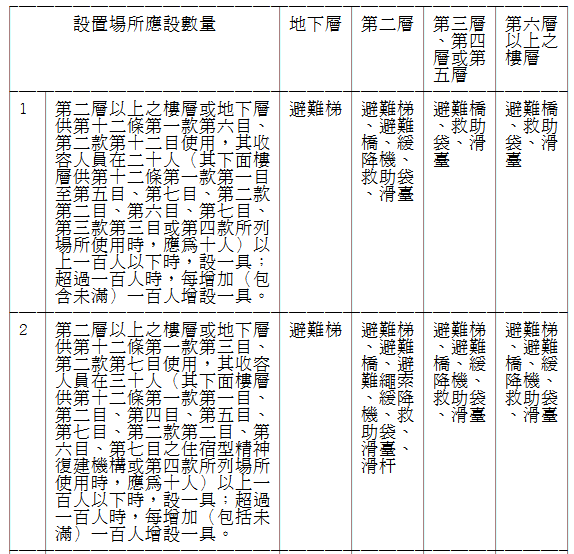 設置場所應設數量
地下層
第二層
第三層
、第四
層或第
五層
第六層
以上之
樓層
1
第二層以上之樓層或地下層
供第十二條第一款第六目、
第二款第十二目使用，其收
容人員在二十人（其下面樓
層供第十二條第一款第一目
至第五目、第七目、第二款
第二目、第六目、第七目、
第三款第三目或第四款所列
場所使用時，應為十人）以
上一百人以下時，設一具；
超過一百人時，每增加（包
含未滿）一百人增設一具。
避難梯
避難梯
、避難
橋、緩
降機、
救助袋
、滑臺
避難橋
、救助
袋、滑
臺
避難橋
、救助
袋、滑
臺
2
第二層以上之樓層或地下層
供第十二條第一款第三目、
第二款第七目使用，其收容
人員在三十人（其下面樓層
供第十二條第一款第一目、
第二目、第四目、第五目、
第七目、第二款第二目、第
六目、第七目之住宿型精神
復建機構或第四款所列場所
使用時，應為十人）以上一
百人以下時，設一具；超過
一百人時，每增加（包括未
滿）一百人增設一具。
避難梯
避難梯
、避難
橋、避
難繩索
、緩降
機、救
助袋、
滑臺、
滑杆
避難梯
、避難
橋、緩
降機、
救助袋
、滑臺
避難梯
、避難
橋、緩
降機、
救助袋
、滑臺